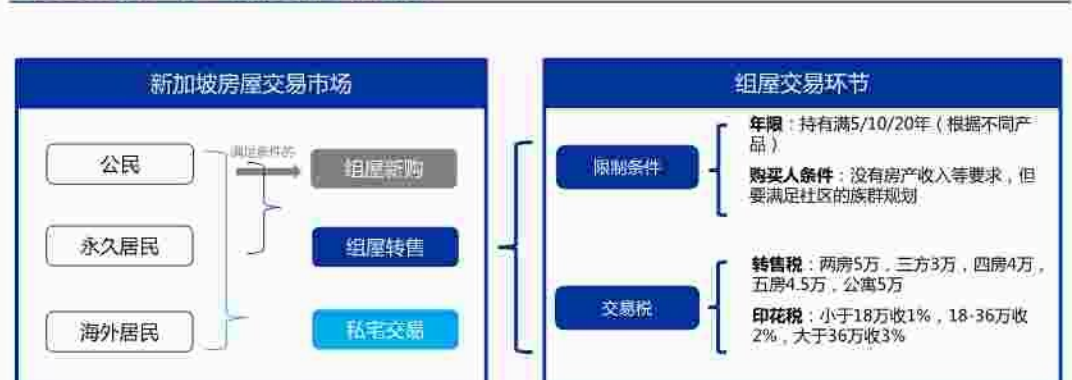 新加坡房屋交易市场
公民
永久居民
海外居民
满足条件的
组屋新购
组屋转售
私宅交易
组屋交易环节
限制条件
年限：持有满5/10/20年（根据不同产
品）
购买人条件：没有房产收入等要求，但
要满足社区的族群规划
交易税
转售税：两房5万，三方3万，四房4万，
五房4.5万，公寓5万
印花税：小于18万收1%，18-36万收
2%，大于36万收3%